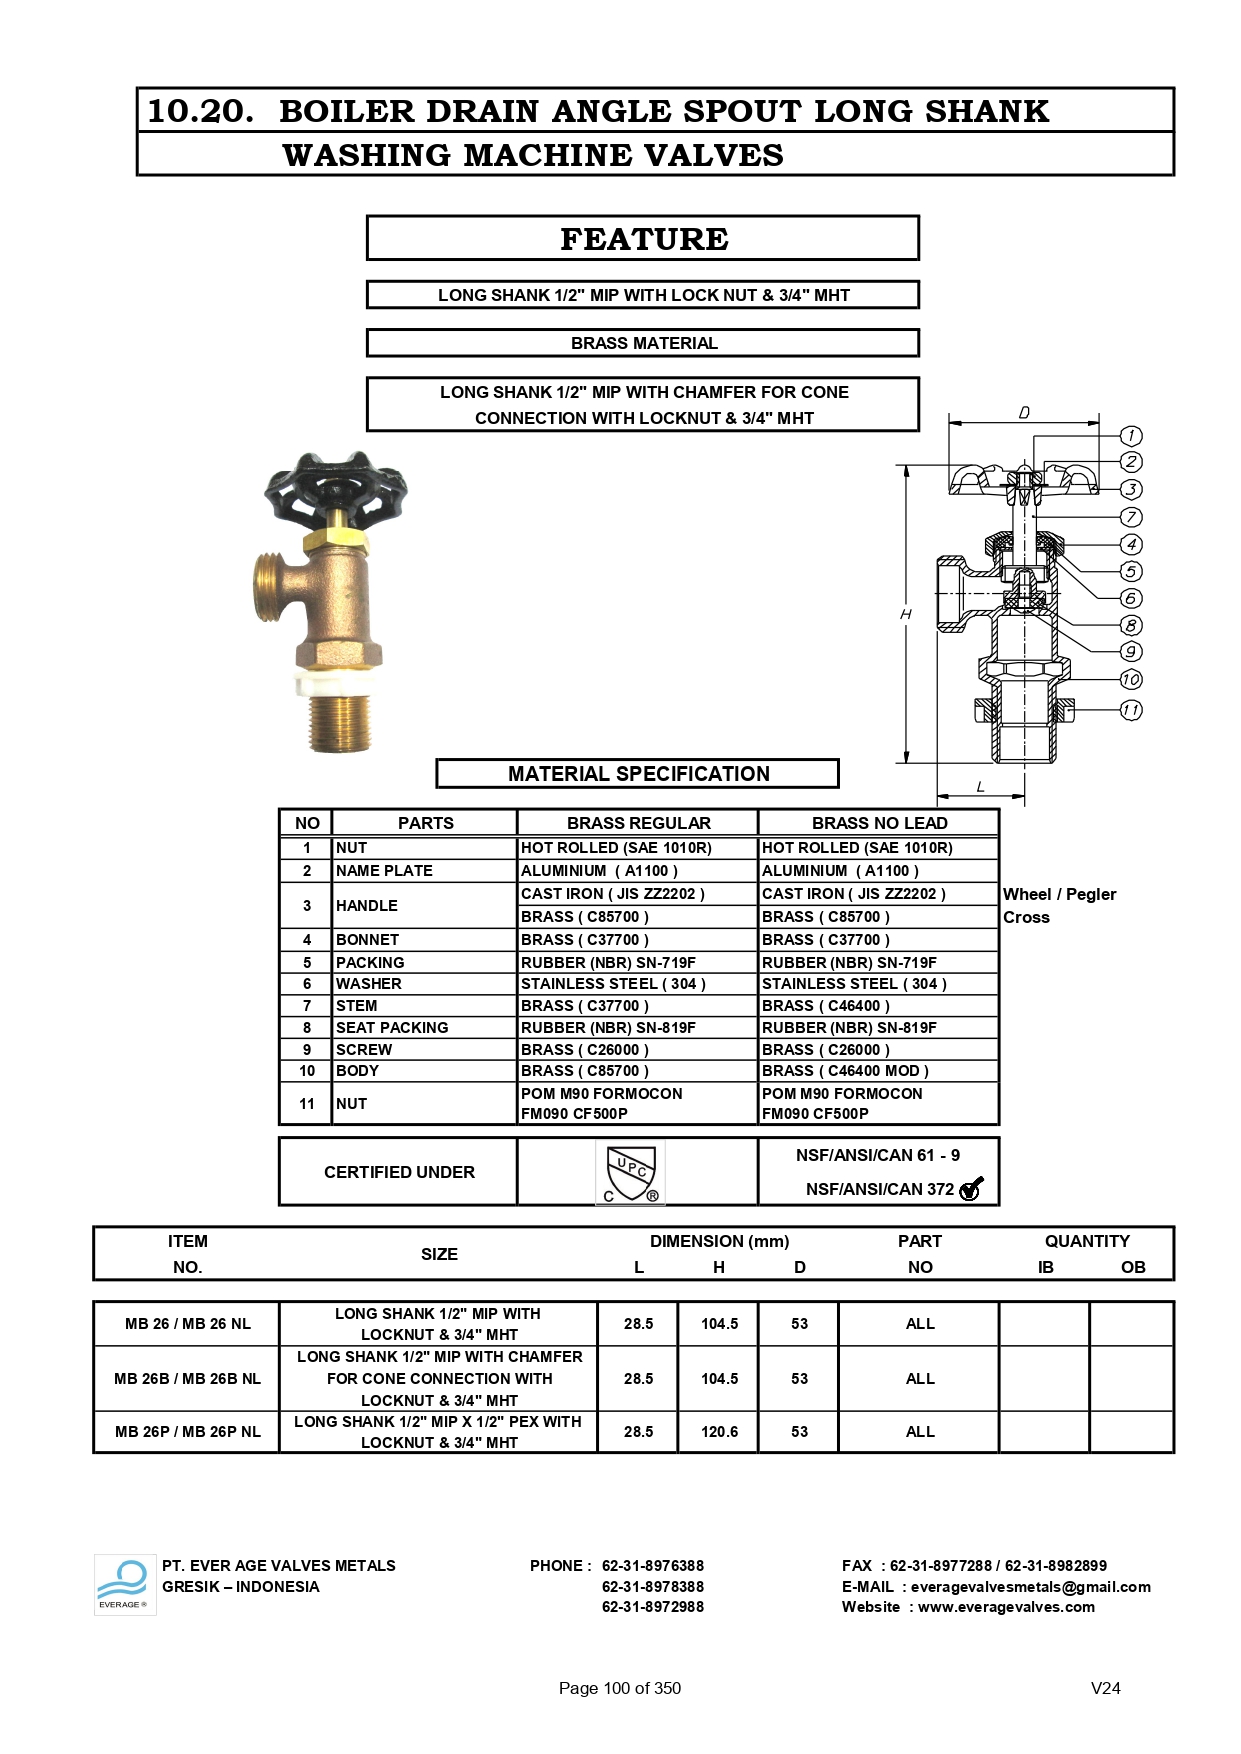 10.20. BOILER DRAIN ANGLE SPOUT LONG SHANK
WASHING MACHINE VALVES
FEATURE
LONG SHANK 1/2" MIP WITH LOCK NUT & 3/4" MHT
BRASS MATERIAL
LONG SHANK 1/2" MIP WITH CHAMFER FOR CONE
CONNECTION WITH LOCKNUT & 3/4" MHT
D
1
2
3
7
4
5
6
H
8
9
10
11
L
MATERIAL SPECIFICATION
NO PARTS BRASS REGULAR BRASS NO LEAD
1 NUT HOT ROLLED (SAE 1010R) HOT ROLLED (SAE 1010R)
2 NAME PLATE ALUMINIUM ( A1100 ) ALUMINIUM ( A1100 )
3 HANDLE CAST IRON ( JIS ZZ2202 ) CAST IRON ( JIS ZZ2202 ) Wheel / Pegler
BRASS ( C85700 ) BRASS ( C85700 ) Cross
4 BONNET BRASS ( C37700 ) BRASS ( C37700 )
5 PACKING RUBBER (NBR) SN-719F RUBBER (NBR) SN-719F
6 WASHER STAINLESS STEEL ( 304 ) STAINLESS STEEL ( 304 )
7 STEM BRASS ( C37700 ) BRASS ( C46400 )
8 SEAT PACKING RUBBER (NBR) SN-819F RUBBER (NBR) SN-819F
9 SCREW BRASS ( C26000 ) BRASS ( C26000 )
10 BODY BRASS ( C85700 ) BRASS ( C46400 MOD )
11 NUT POM M90 FORMOCON POM M90 FORMOCON
FM090 CF500P FM090 CF500P
CERTIFIED UNDER
UPC
C ®
NSF/ANSI/CAN 61 - 9
NSF/ANSI/CAN 372
ITEM NO. SIZE DIMENSION (mm) PART NO QUANTITY
L H D IB OB
MB 26 / MB 26 NL LONG SHANK 1/2" MIP WITH 28.5 104.5 53 ALL
LOCKNUT & 3/4" MHT
LONG SHANK 1/2" MIP WITH CHAMFER
MB 26B / MB 26B NL FOR CONE CONNECTION WITH 28.5 104.5 53 ALL
LOCKNUT & 3/4" MHT
MB 26P / MB 26P NL LONG SHANK 1/2" MIP X 1/2" PEX WITH 28.5 120.6 53 ALL
LOCKNUT & 3/4" MHT
EVERAGE ®
PT. EVER AGE VALVES METALS PHONE : 62-31-8976388 FAX : 62-31-8977288 / 62-31-8982899
GRESIK – INDONESIA 62-31-8978388 E-MAIL : everagevalvesmetals@gmail.com
62-31-8972988 Website : www.everagevalves.com
Page 100 of 350 V24